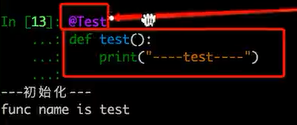 In [13]: @Test
...: def test():
...:     print("----test----")
...:
---初始化---
func name is test